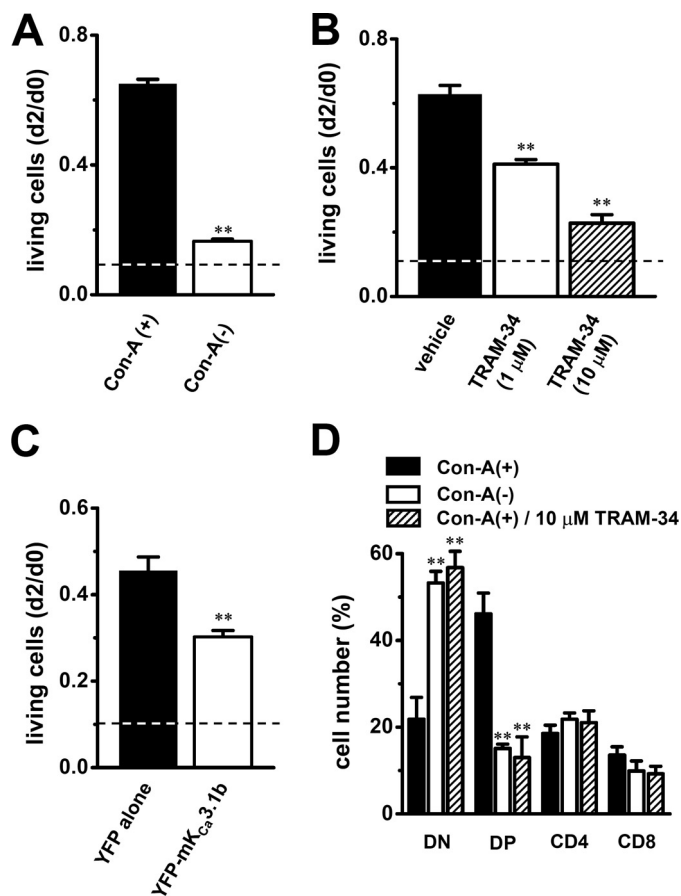 A
living cells (d2/d0)
0.8
0.4
0.0
**
Con-A (+)
Con-A(-)
B
living cells (d2/d0)
0.8
0.4
0.0
**
**
vehicle
TRAM-34
(1 μM)
TRAM-34
(10 μM)
C
living cells (d2/d0)
0.6
0.4
0.2
0.0
**
YFP alone
YFP-mKCa3.1b
D
Con-A(+)
Con-A(-)
Con-A(+) / 10 μM TRAM-34
cell number (%)
60
40
20
0
** **
** **
DN DP CD4 CD8